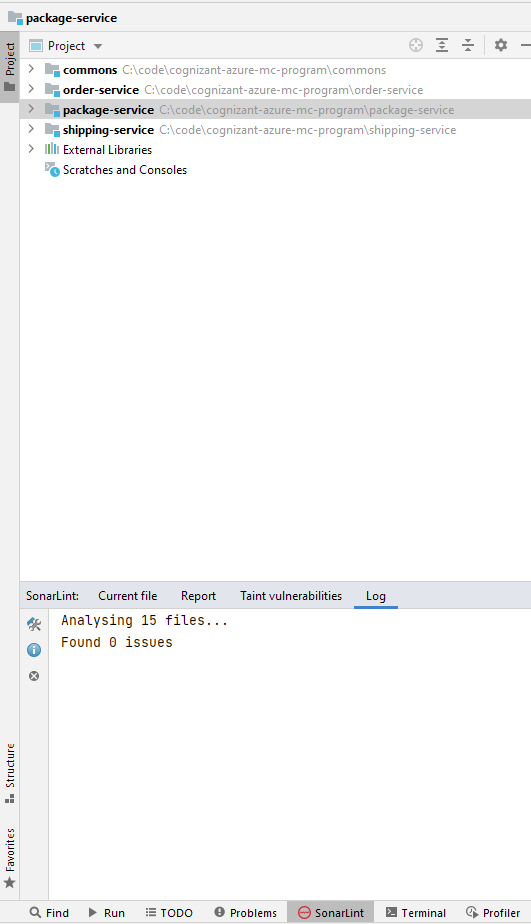 package-service
Project
Project
commons C:\code\cognizant-azure-mc-program\commons
order-service C:\code\cognizant-azure-mc-program\order-service
package-service C:\code\cognizant-azure-mc-program\package-service
shipping-service C:\code\cognizant-azure-mc-program\shipping-service
External Libraries
Scratches and Consoles
SonarLint: Current file Report Taint vulnerabilities Log
Analysing 15 files...
Found 0 issues
Structure
Favorites
Find Run TODO Problems SonarLint Terminal Profiler